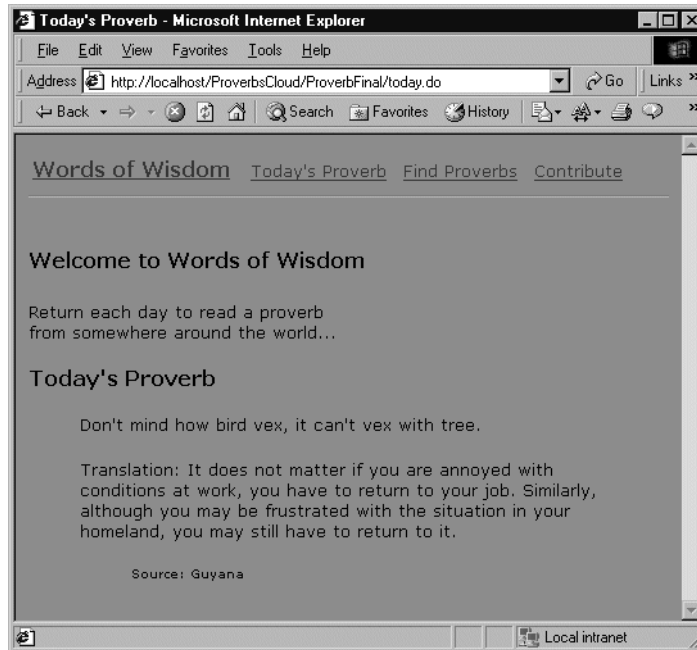 Today's Proverb - Microsoft Internet Explorer
File Edit View Favorites Tools Help
Address http://localhost/ProverbsCloud/ProverbFinal/today.do Go Links »
Back Search Favorites History »
Words of Wisdom Today's Proverb Find Proverbs Contribute
Welcome to Words of Wisdom
Return each day to read a proverb
from somewhere around the world...
Today's Proverb
Don't mind how bird vex, it can't vex with tree.
Translation: It does not matter if you are annoyed with
conditions at work, you have to return to your job. Similarly,
although you may be frustrated with the situation in your
homeland, you may still have to return to it.
Source: Guyana
Local intranet